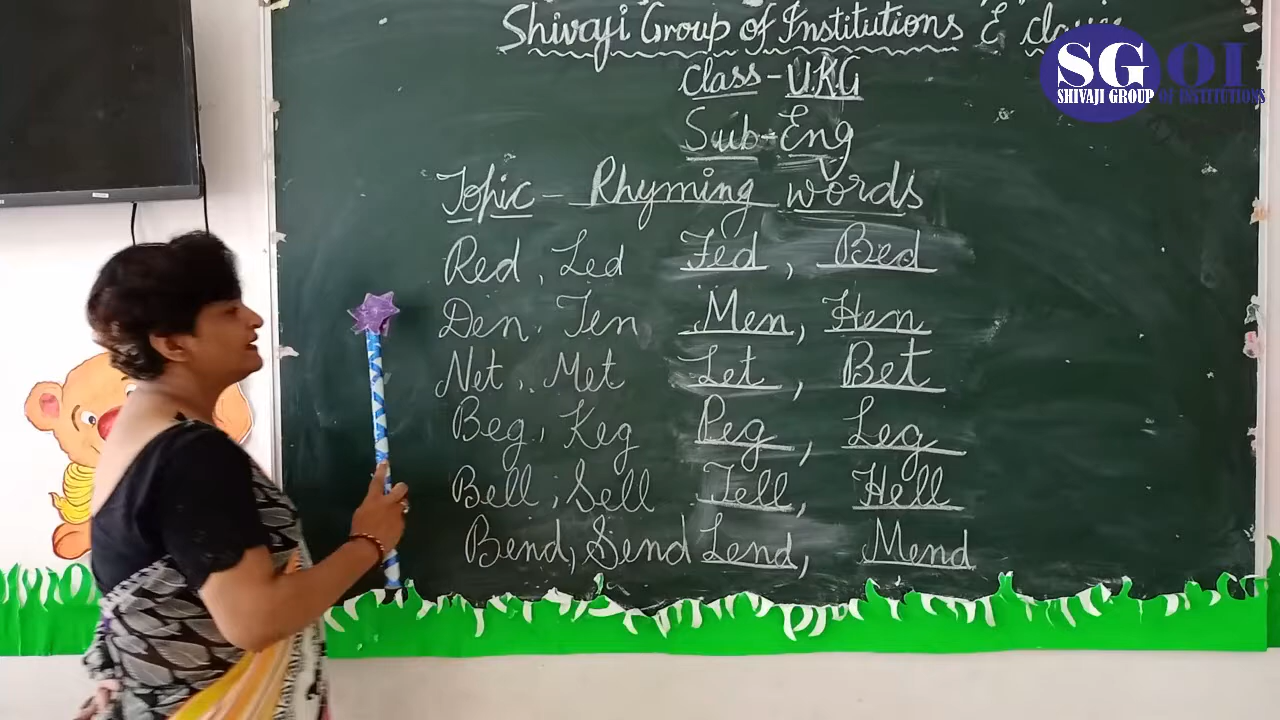 Shivaji Group of Institutions E
Class - U.K.G
Sub - Eng
Topic - Rhyming words
Red, Led Fed, Bed
Den, Ten Men, Hen
Net, Met Let, Bet
Beg, Keg Peg, Leg
Bell, Sell Tell, Hell
Bend, Send Lend, Mend
SGOI
SHIVAJI GROUP OF INSTITUTIONS